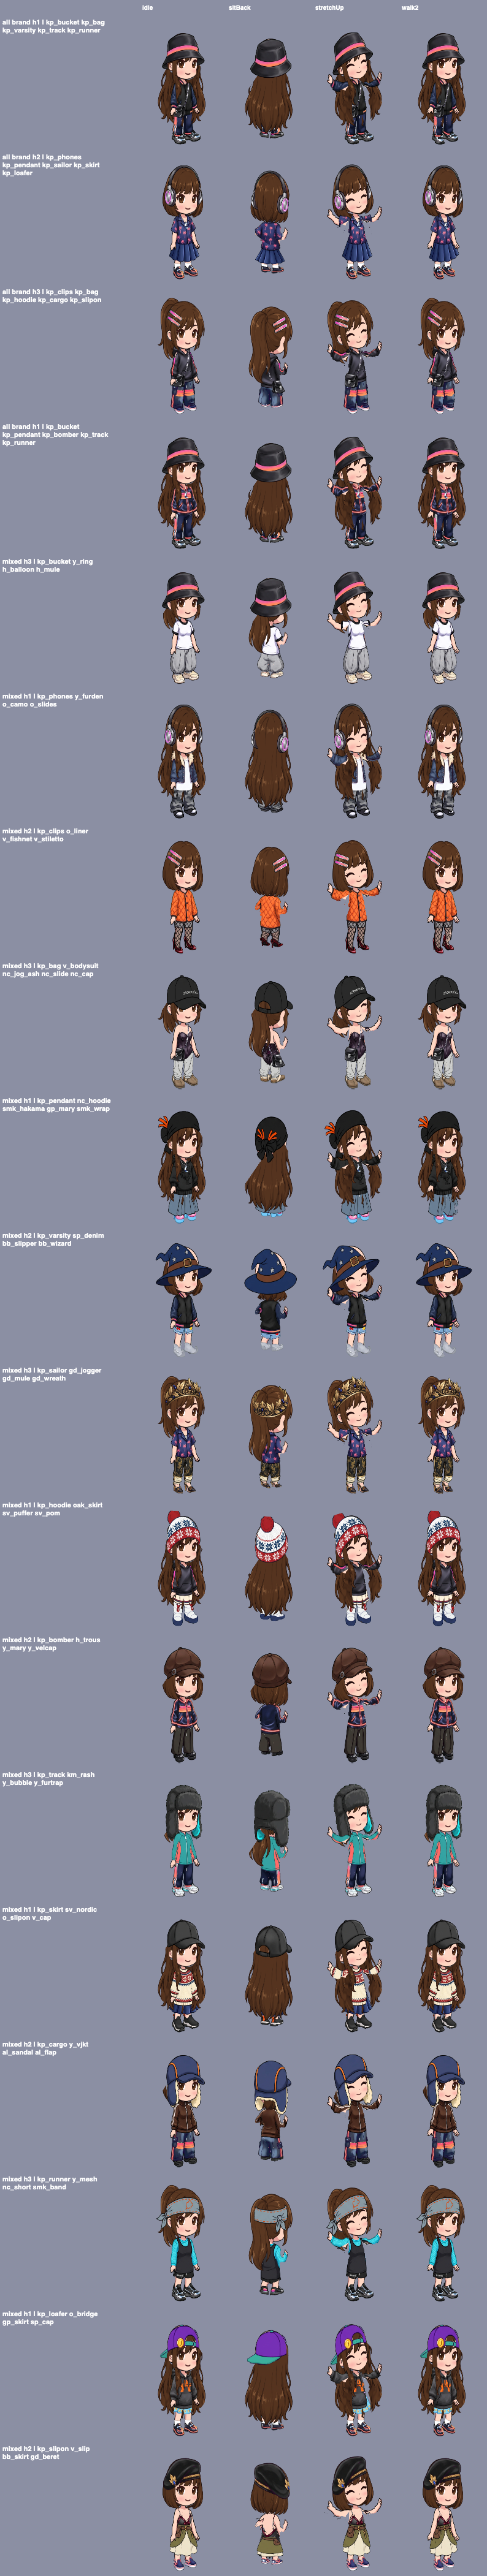 idle sitBack stretchUp walk2
all brand h1 | kp_bucket kp_bag
kp_varsity kp_track kp_runner
all brand h2 | kp_phones
kp_pendant kp_sailor kp_skirt
kp_loafer
all brand h3 | kp_clips kp_bag
kp_hoodie kp_cargo kp_slipon
all brand h1 | kp_bucket
kp_pendant kp_bomber kp_track
kp_runner
mixed h3 | kp_bucket y_ring
h_balloon h_mule
mixed h1 | kp_phones y_furden
o_camo o_slides
mixed h2 | kp_clips o_liner
v_fishnet v_stiletto
mixed h3 | kp_bag v_bodysuit
nc_jog_ash nc_slide nc_cap
mixed h1 | kp_pendant nc_hoodie
smk_hakama gp_mary smk_wrap
mixed h2 | kp_varsity sp_denim
bb_slipper bb_wizard
mixed h3 | kp_sailor gd_jogger
gd_mule gd_wreath
mixed h1 | kp_hoodie oak_skirt
sv_puffer sv_pom
mixed h2 | kp_bomber h_trous
y_mary y_velcap
mixed h3 | kp_track km_rash
y_bubble y_furtrap
mixed h1 | kp_skirt sv_nordic
o_slipon v_cap
mixed h2 | kp_cargo y_vjkt
al_sandal al_flap
mixed h3 | kp_runner y_mesh
nc_short smk_band
mixed h1 | kp_loafer o_bridge
gp_skirt sp_cap
mixed h2 | kp_slipon v_slip
bb_skirt gd_beret